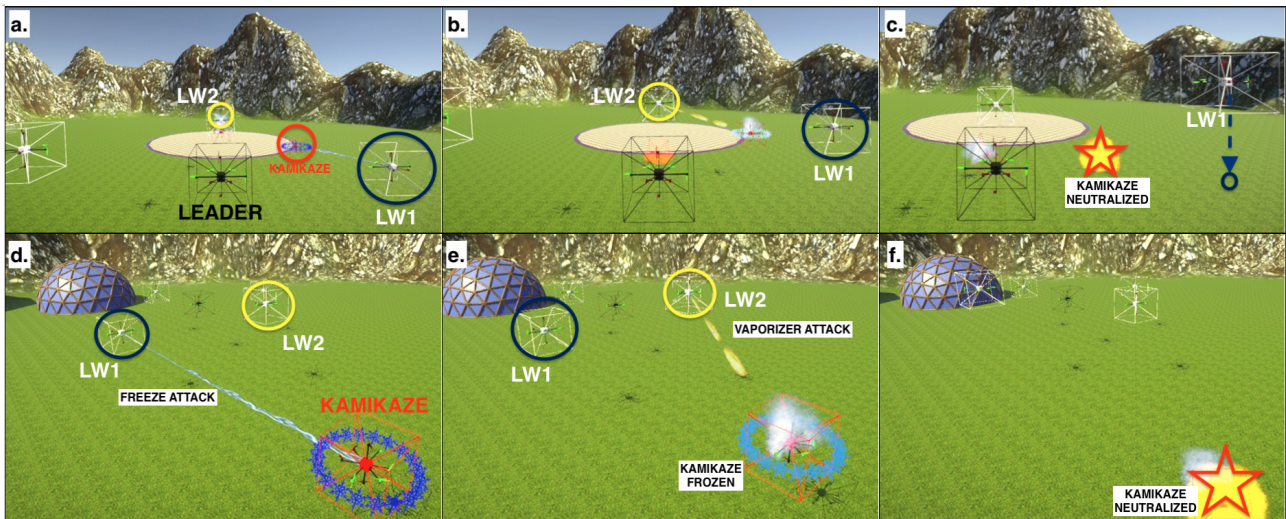 a.
LW2
KAMIKAZE
LEADER
LW1
b.
LW2
LW1
c.
LW1
KAMIKAZE
NEUTRALIZED
d.
LW1
LW2
FREEZE ATTACK
KAMIKAZE
e.
LW2
VAPORIZER ATTACK
LW1
KAMIKAZE
FROZEN
f.
KAMIKAZE
NEUTRALIZED